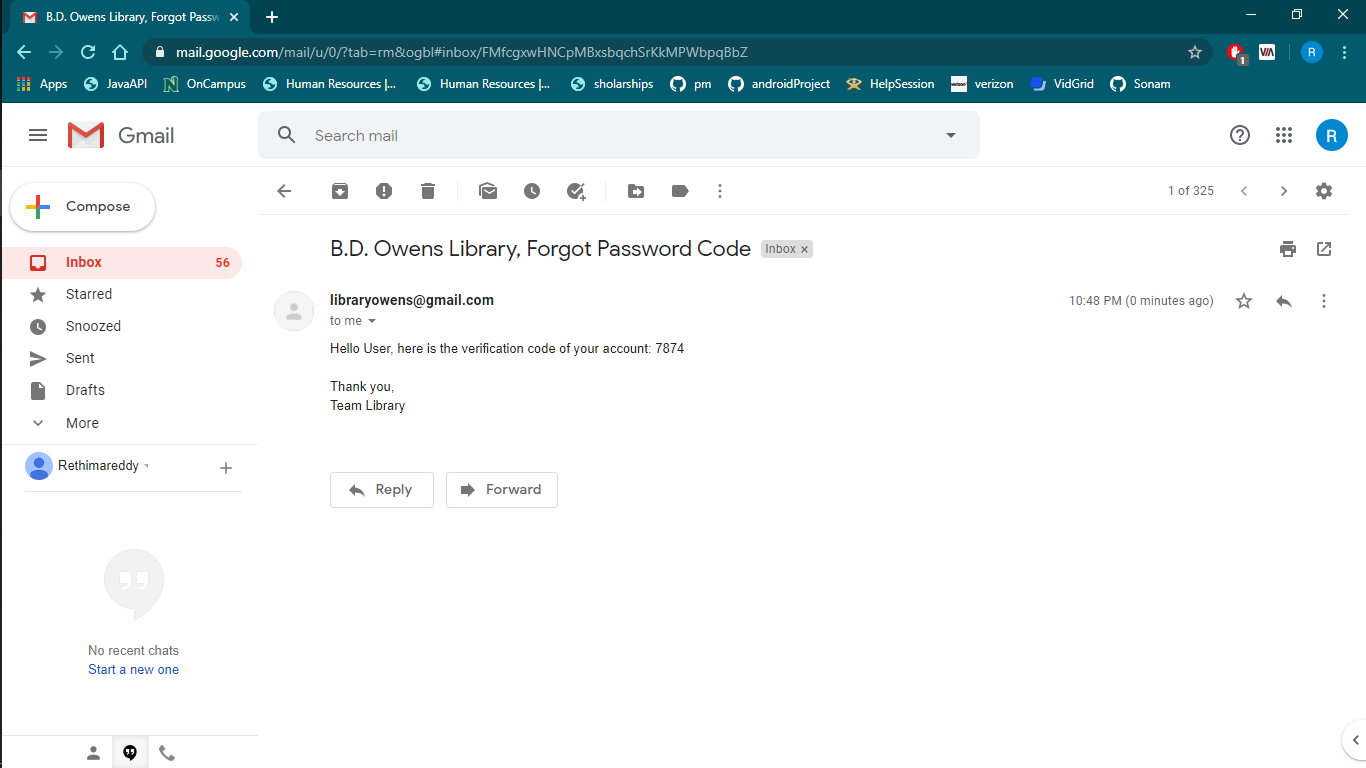 B.D. Owens Library, Forgot Passw
mail.google.com/mail/u/0/?tab=rm&ogbl#inbox/FMfcgxwHNCpMBxsbqchSrKkMPWbpqBbZ
1
VIA
R
Apps JavaAPI OnCampus Human Resources |... Human Resources |... sholarships pm androidProject HelpSession verizon verizon VidGrid Sonam
Gmail
Search mail
R
Compose
1 of 325
B.D. Owens Library, Forgot Password Code Inbox x
Inbox 56
Starred
Snoozed
Sent
Drafts
More
libraryowens@gmail.com
10:48 PM (0 minutes ago)
to me
Hello User, here is the verification code of your account: 7874
Thank you,
Team Library
Rethimareddy
Reply
Forward
No recent chats
Start a new one